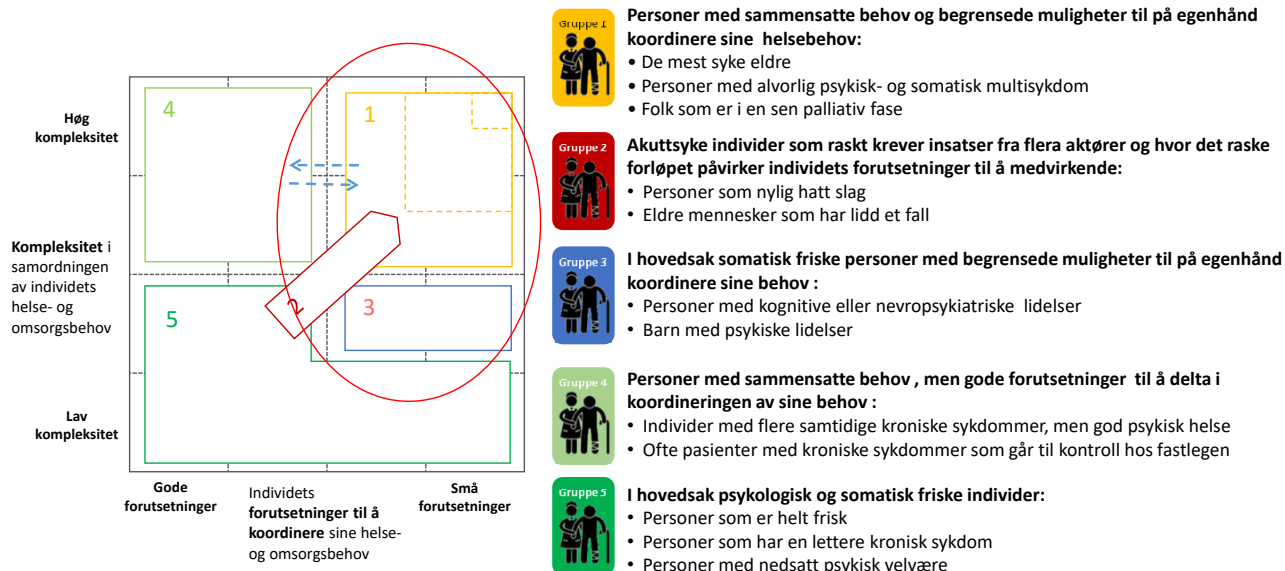 Høg
kompleksitet
Kompleksitet i
samordningen
av individets
helse- og
omsorgsbehov
Lav
kompleksitet
4
1
2
3
5
Gode
forutsetninger
Individets
forutsetninger til å
koordinere sine helse-
og omsorgsbehov
Små
forutsetninger
Gruppe 1
Personer med sammensatte behov og begrensede muligheter til på egenhånd
koordinere sine helsebehov:
• De mest syke eldre
• Personer med alvorlig psykisk- og somatisk multisykdom
• Folk som er i en sen palliativ fase
Gruppe 2
Akuttsyke individer som raskt krever insatser fra flera aktører og hvor det raske
forløpet påvirker individets forutsetninger til å medvirkende:
• Personer som nylig hatt slag
• Eldre mennesker som har lidd et fall
Gruppe 3
I hovedsak somatisk friske personer med begrensede muligheter til på egenhånd
koordinere sine behov :
• Personer med kognitive eller nevropsykiatriske lidelser
• Barn med psykiske lidelser
Gruppe 4
Personer med sammensatte behov , men gode forutsetninger til å delta i
koordineringen av sine behov :
• Individer med flere samtidige kroniske sykdommer, men god psykisk helse
• Ofte pasienter med kroniske sykdommer som går til kontroll hos fastlegen
Gruppe 5
I hovedsak psykologisk og somatisk friske individer:
• Personer som er helt frisk
• Personer som har en lettere kronisk sykdom
• Personer med nedsatt psykisk velvære